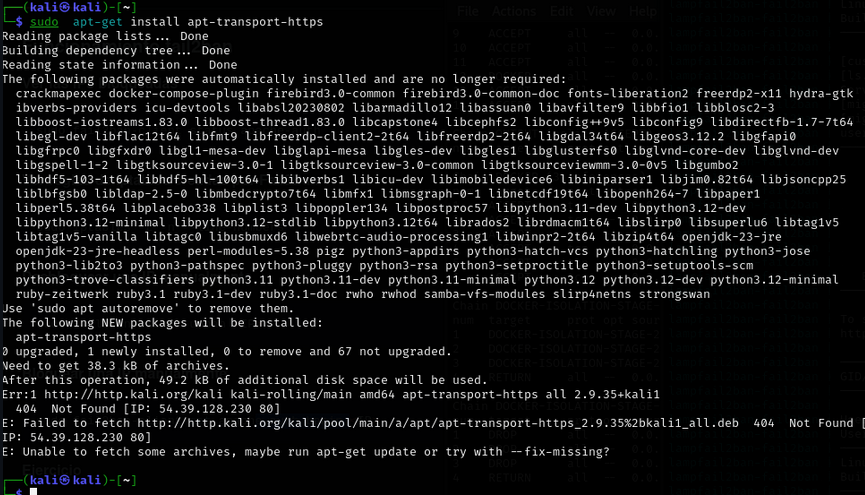 ┌──(kali㉿kali)-[~]
└─$ sudo apt-get install apt-transport-https
Reading package lists... Done
Building dependency tree... Done
Reading state information... Done
The following packages were automatically installed and are no longer required:
crackmapexec docker-compose-plugin firebird3.0-common firebird3.0-common-doc fonts-liberation2 freerdp2-x11 hydra-gtk
ibverbs-providers icu-devtools libabsl20230802 libarmadillo12 libassuan0 libavfilter9 libbfio1 libblosc2-3
libboost-iostreams1.83.0 libboost-thread1.83.0 libcapstone4 libcephfs2 libconfig++9v5 libconfig9 libdirectfb-1.7-7t64
libegl-dev libflac12t64 libfmt9 libfreerdp-client2-2t64 libfreerdp2-2t64 libgdal34t64 libgeos3.12.2 libgfapi0
libgfrpc0 libgfxdr0 libgl1-mesa-dev libglapi-mesa libgles-dev libgles1 libglusterfs0 libglvnd-core-dev libglvnd-dev
libgspell-1-2 libgtksourceview-3.0-1 libgtksourceview-3.0-common libgtksourceviewmm-3.0-0v5 libgumbo2
libhdf5-103-1t64 libhdf5-hl-100t64 libibverbs1 libicu-dev libimobiledevice6 libiniparser1 libjim0.82t64 libjsoncpp25
liblbfgsb0 libldap-2.5-0 libmbedcrypto7t64 libmfx1 libmsgraph-0-1 libnetcdf19t64 libopenh264-7 libpaper1
libperl5.38t64 libplacebo338 libplist3 libpoppler134 libpostproc57 libpython3.11-dev libpython3.12-dev
libpython3.12-minimal libpython3.12-stdlib libpython3.12t64 librados2 librdmacm1t64 libslirp0 libsuperlu6 libtag1v5
libtag1v5-vanilla libtagc0 libusbmuxd6 libwebrtc-audio-processing1 libwinpr2-2t64 libzip4t64 openjdk-23-jre
openjdk-23-jre-headless perl-modules-5.38 pigz python3-appdirs python3-hatch-vcs python3-hatchling python3-jose
python3-lib2to3 python3-pathspec python3-pluggy python3-rsa python3-setproctitle python3-setuptools-scm
python3-trove-classifiers python3.11 python3.11-dev python3.11-minimal python3.12 python3.12-dev python3.12-minimal
ruby-zeitwerk ruby3.1 ruby3.1-dev ruby3.1-doc rwho rwhod samba-vfs-modules slirp4netns strongswan
Use 'sudo apt autoremove' to remove them.
The following NEW packages will be installed:
apt-transport-https
0 upgraded, 1 newly installed, 0 to remove and 67 not upgraded.
Need to get 38.3 kB of archives.
After this operation, 49.2 kB of additional disk space will be used.
Err:1 http://http.kali.org/kali kali-rolling/main amd64 apt-transport-https all 2.9.35+kali1
404 Not Found [IP: 54.39.128.230 80]
E: Failed to fetch http://http.kali.org/kali/pool/main/a/apt/apt-transport-https_2.9.35%2bkali1_all.deb 404 Not Found [
IP: 54.39.128.230 80]
E: Unable to fetch some archives, maybe run apt-get update or try with --fix-missing?
┌──(kali㉿kali)-[~]
└─$